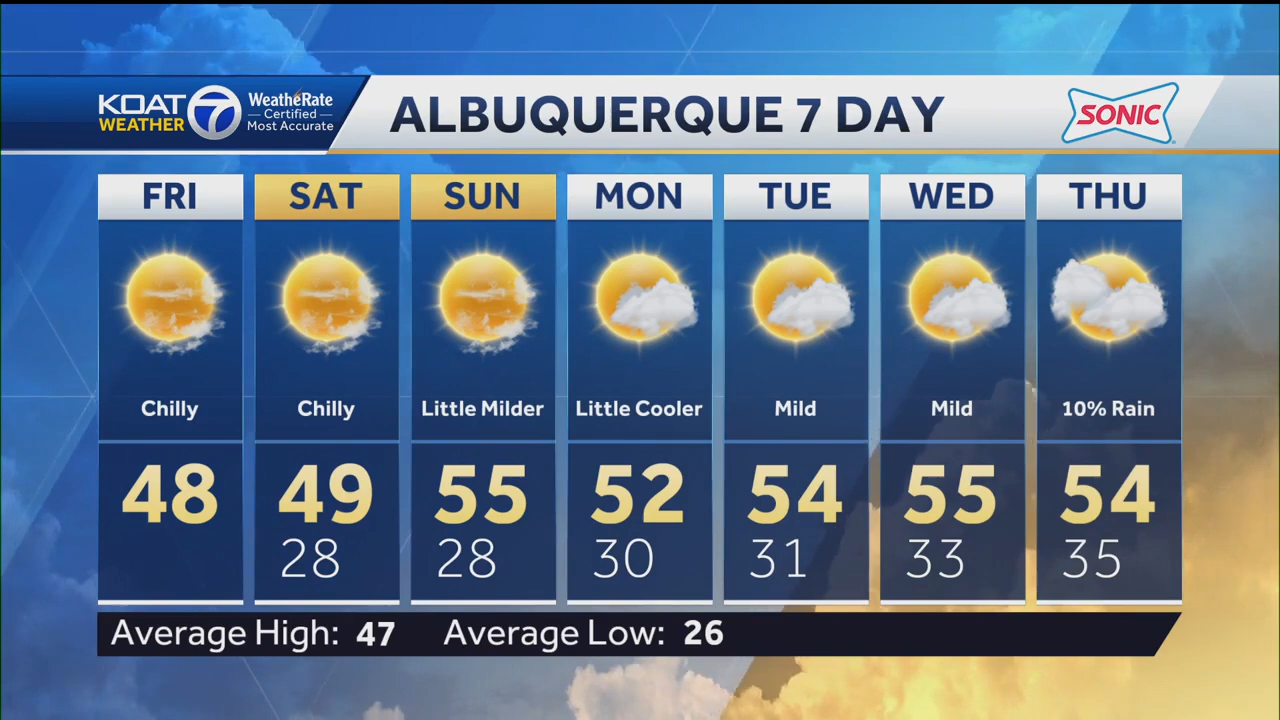 KOAT
WEATHER
7
WeatheRate
Certified
Most Accurate
ALBUQUERQUE 7 DAY
SONIC
FRI SAT SUN MON TUE WED THU
Chilly Chilly Little Milder Little Cooler Mild Mild 10% Rain
48 49 55 52 54 55 54
28 28 30 31 33 35
Average High: 47 Average Low: 26